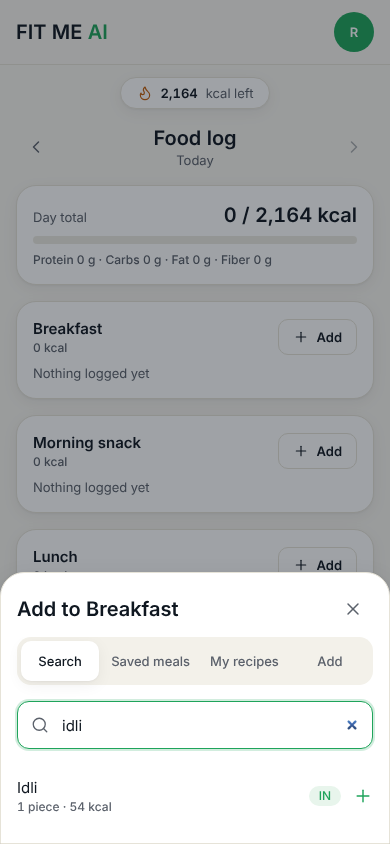 FIT ME AI
R
2,164 kcal left
Food log
Today
Day total
0 / 2,164 kcal
Protein 0 g · Carbs 0 g · Fat 0 g · Fiber 0 g
Breakfast
Add
0 kcal
Nothing logged yet
Morning snack
Add
0 kcal
Nothing logged yet
Lunch
Add
Add to Breakfast
Search
Saved meals
My recipes
Add
idli
Idli
IN
1 piece · 54 kcal